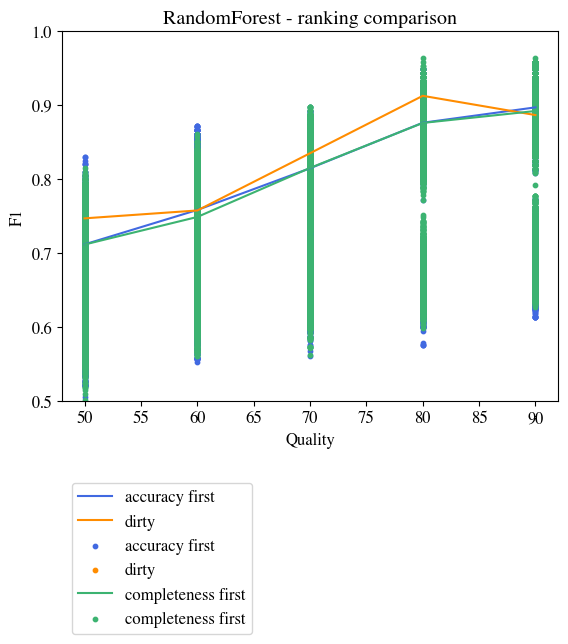 RandomForest - ranking comparison
1.0
0.9
0.8
0.7
0.6
0.5
F1
50 55 60 65 70 75 80 85 90
Quality
accuracy first
dirty
accuracy first
dirty
completeness first
completeness first